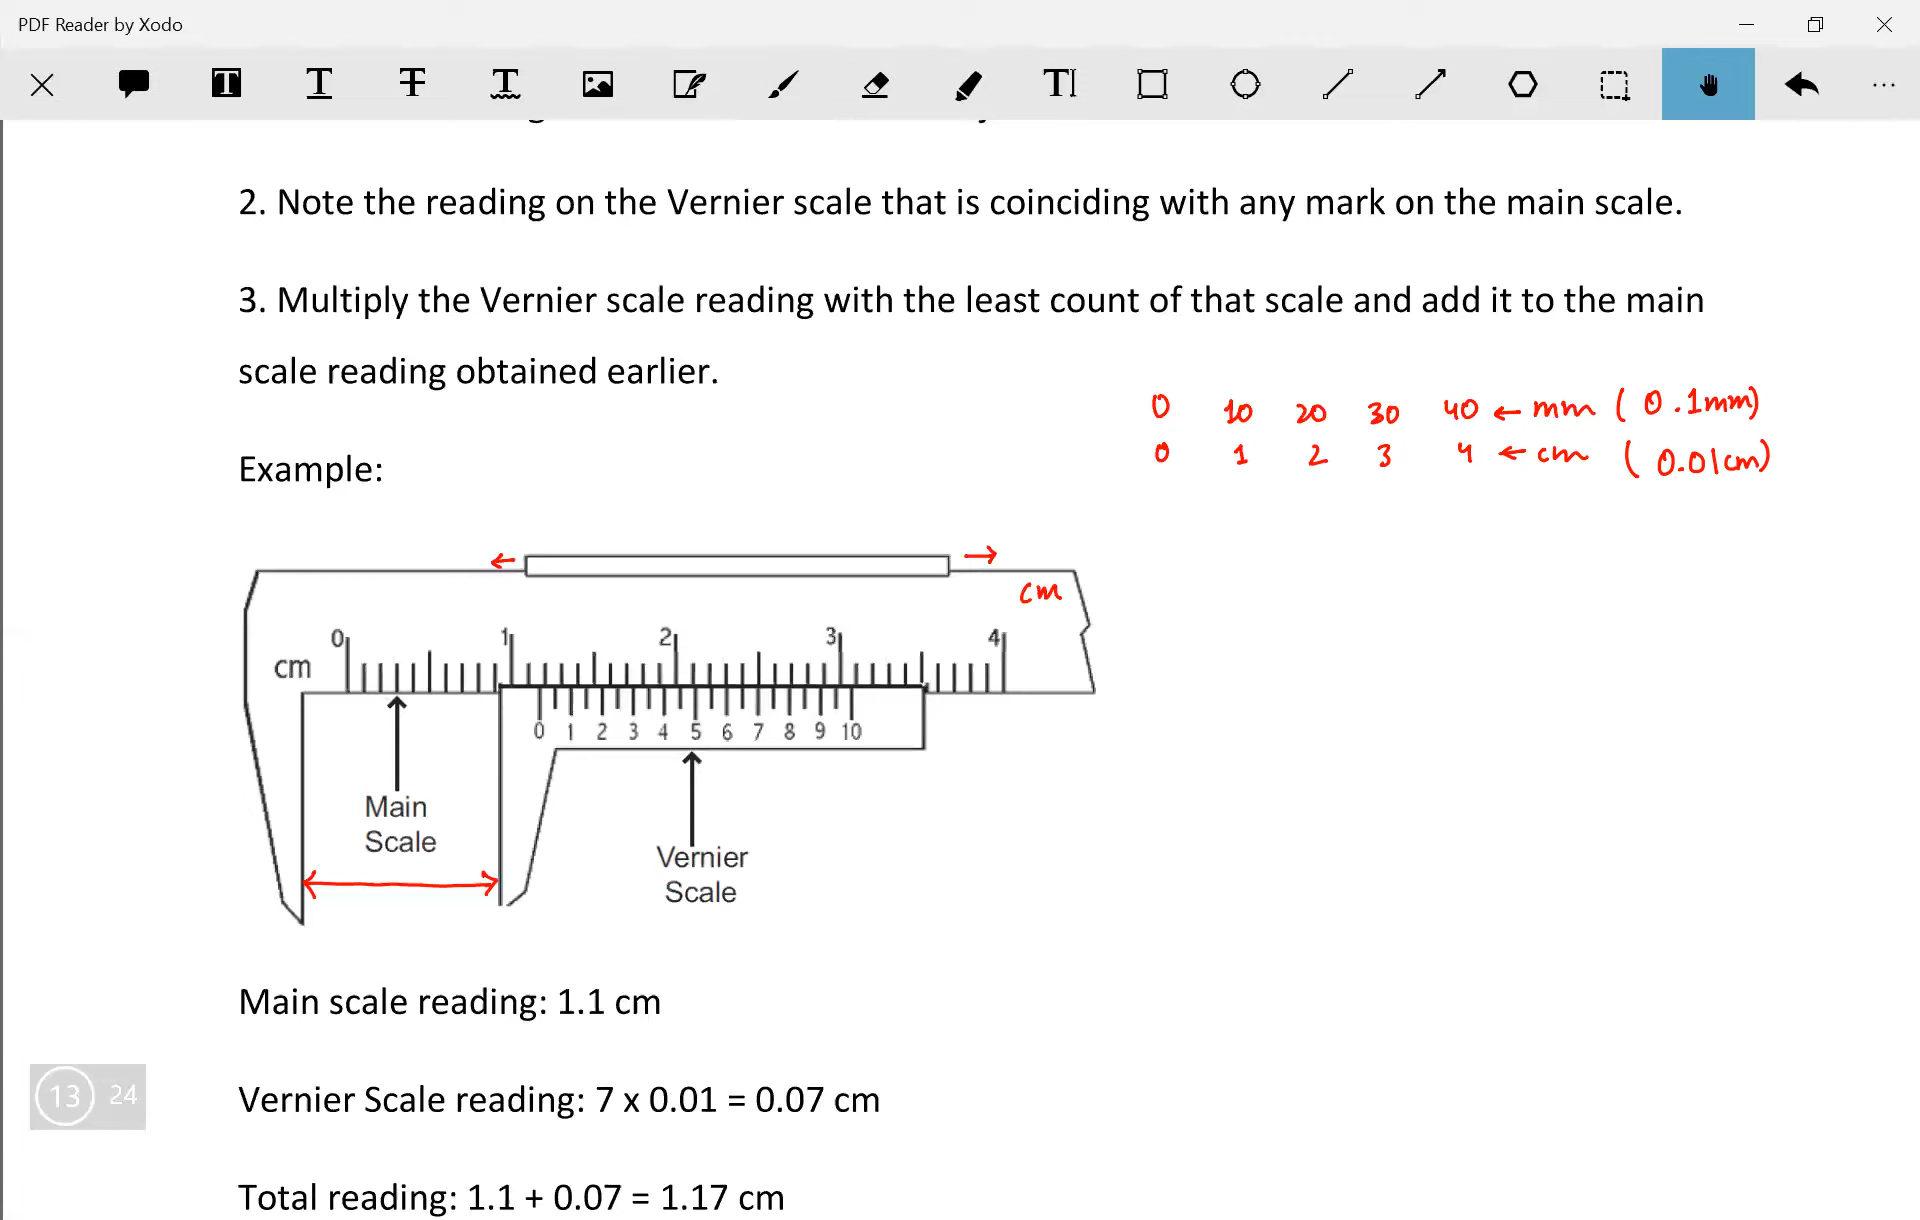 PDF Reader by Xodo
2. Note the reading on the Vernier scale that is coinciding with any mark on the main scale.
3. Multiply the Vernier scale reading with the least count of that scale and add it to the main
scale reading obtained earlier.
0 10 20 30 40 ← mm (0.1mm)
0 1 2 3 4 ← cm (0.01cm)
Example:
cm
0 1 2 3 4
cm
0 1 2 3 4 5 6 7 8 9 10
Main
Scale
Vernier
Scale
Main scale reading: 1.1 cm
13 24
Vernier Scale reading: 7 x 0.01 = 0.07 cm
Total reading: 1.1 + 0.07 = 1.17 cm